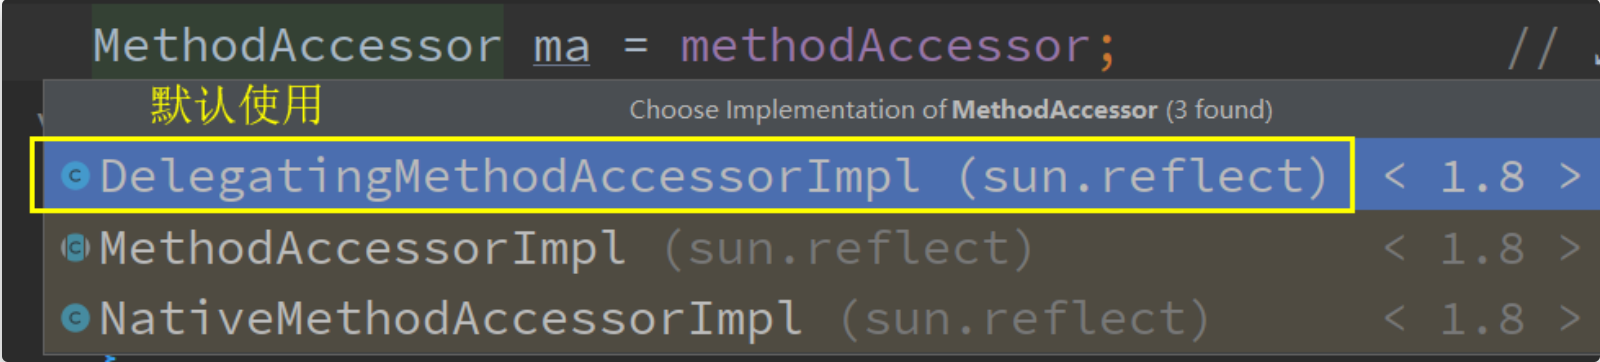 MethodAccessor ma = methodAccessor; //
默认使用 Choose Implementation of MethodAccessor (3 found)
DelegatingMethodAccessorImpl (sun.reflect) < 1.8 >
MethodAccessorImpl (sun.reflect) < 1.8 >
NativeMethodAccessorImpl (sun.reflect) < 1.8 >